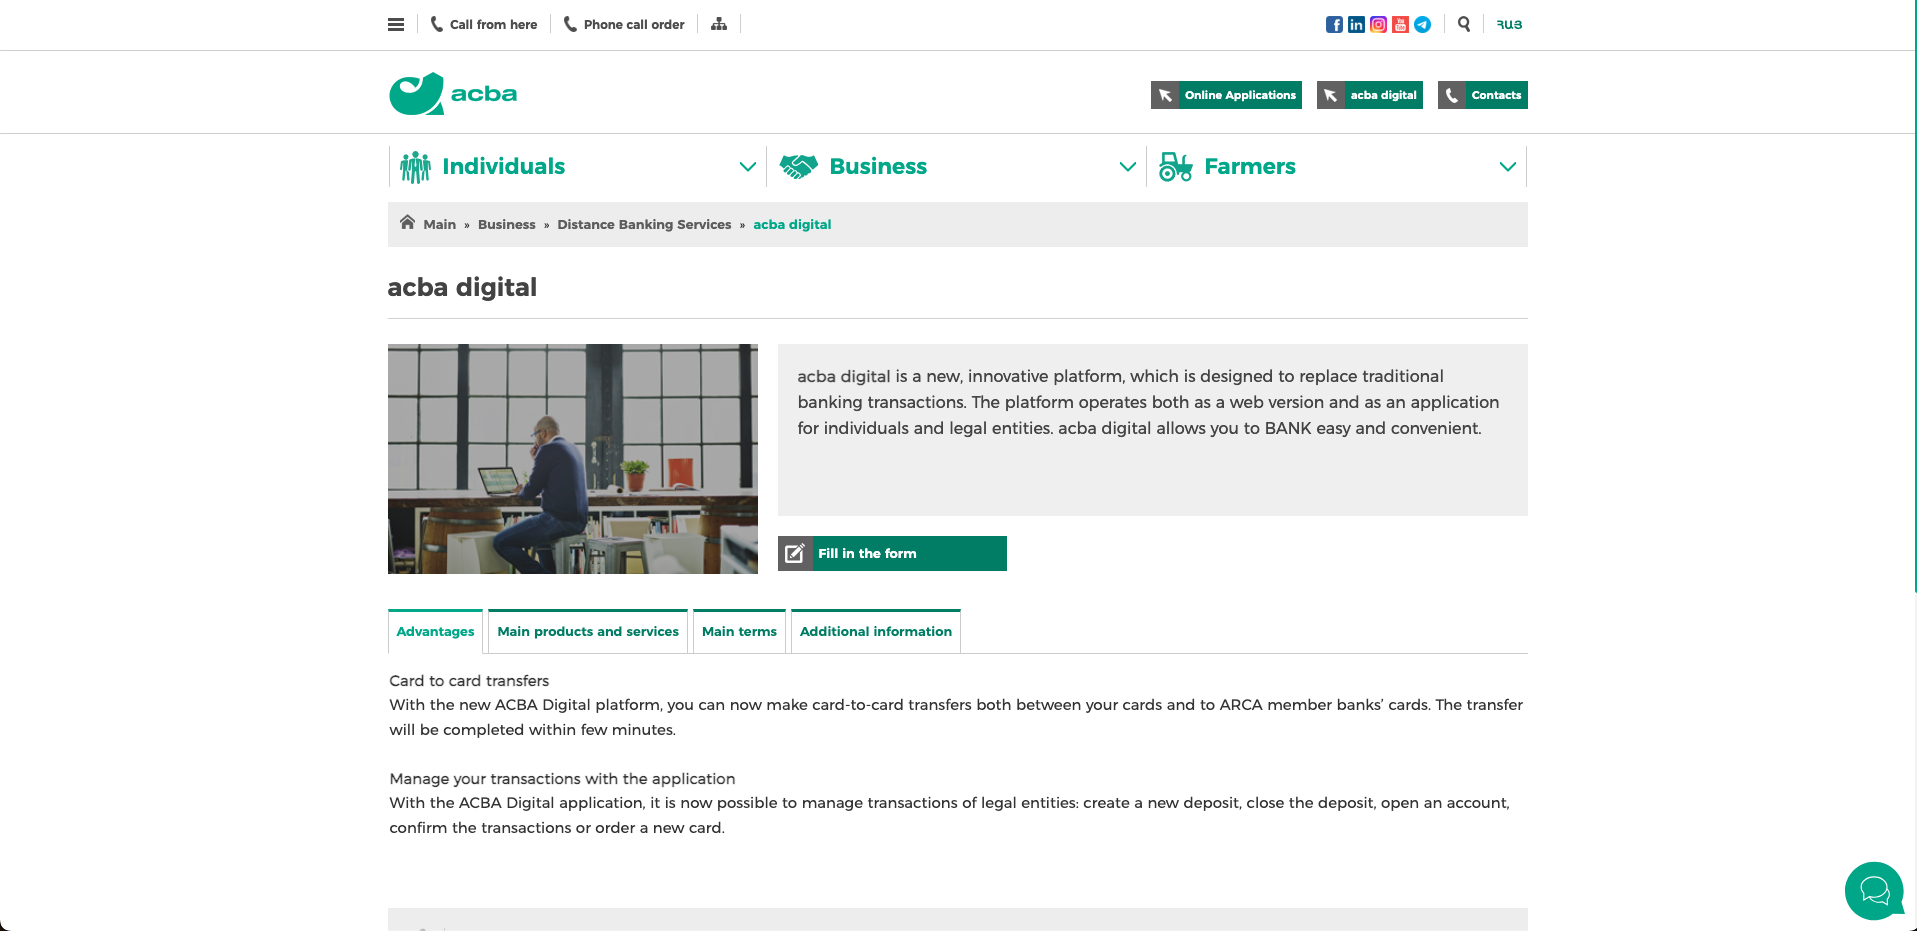 Call from here
Phone call order
ՀԱՅ
acba
Online Applications
acba digital
Contacts
Individuals
Business
Farmers
Main » Business » Distance Banking Services » acba digital
acba digital
acba digital is a new, innovative platform, which is designed to replace traditional
banking transactions. The platform operates both as a web version and as an application
for individuals and legal entities. acba digital allows you to BANK easy and convenient.
Fill in the form
Advantages
Main products and services
Main terms
Additional information
Card to card transfers
With the new ACBA Digital platform, you can now make card-to-card transfers both between your cards and to ARCA member banks’ cards. The transfer
will be completed within few minutes.
Manage your transactions with the application
With the ACBA Digital application, it is now possible to manage transactions of legal entities: create a new deposit, close the deposit, open an account,
confirm the transactions or order a new card.